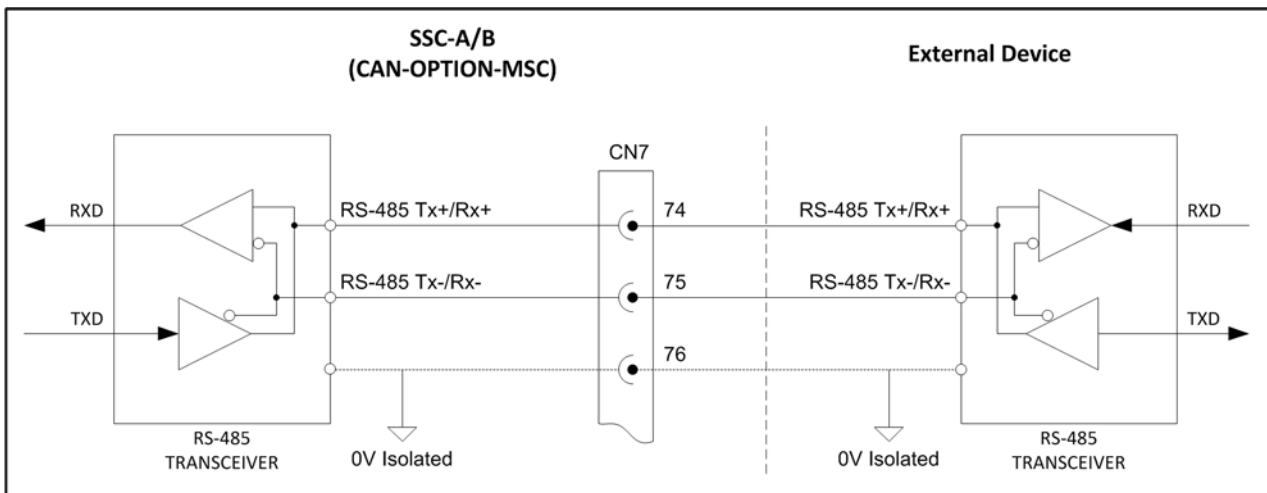 SSC-A/B
(CAN-OPTION-MSC)
External Device
CN7
RXD
RS-485 Tx+/Rx+
74
RS-485 Tx+/Rx+
RXD
RS-485 Tx-/Rx-
75
RS-485 Tx-/Rx-
TXD
TXD
76
RS-485
TRANSCEIVER
0V Isolated
0V Isolated
RS-485
TRANSCEIVER